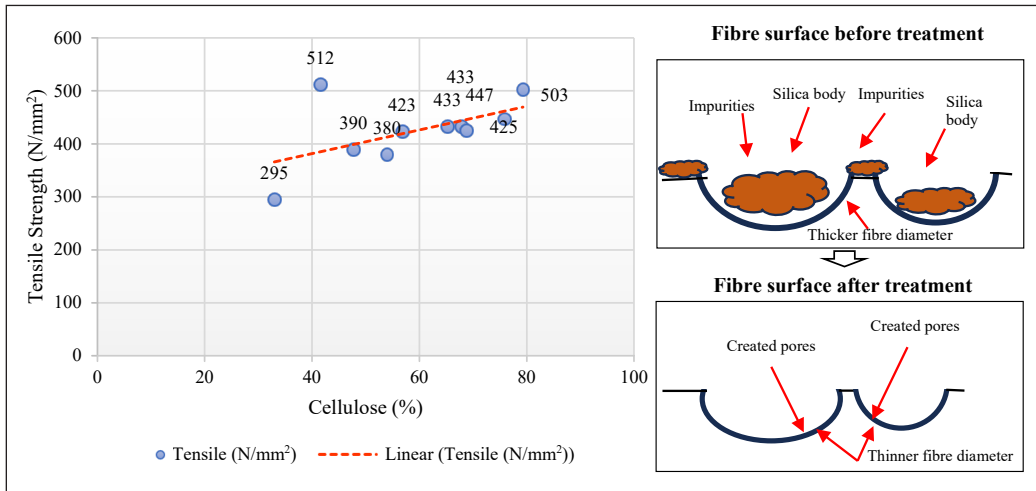 Tensile Strength (N/mm²)
600
500
400
300
200
100
0
512
433
503
423
433
447
390
380
425
295
0
20
40
60
80
100
Cellulose (%)
Tensile (N/mm²)
Linear (Tensile (N/mm²))
Fibre surface before treatment
Impurities
Silica body
Impurities
Silica
body
Thicker fibre diameter
Fibre surface after treatment
Created pores
Created pores
Thinner fibre diameter